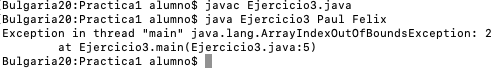 [Bulgaria20:Practica1 alumno$ javac Ejercicio3.java
[Bulgaria20:Practica1 alumno$ java Ejercicio3 Paul Felix
Exception in thread "main" java.lang.ArrayIndexOutOfBoundsException: 2
at Ejercicio3.main(Ejercicio3.java:5)
Bulgaria20:Practica1 alumno$